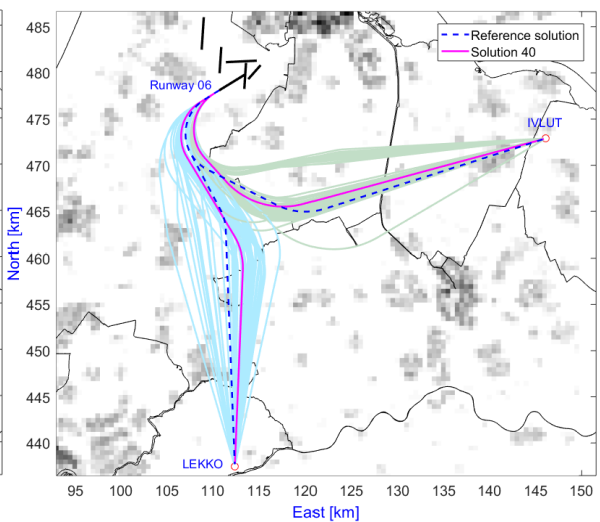 485
480
475
470
465
460
455
450
445
440
North [km]
Reference solution
Solution 40
Runway 06
IVLUT
LEKKO
95 100 105 110 115 120 125 130 135 140 145 150
East [km]